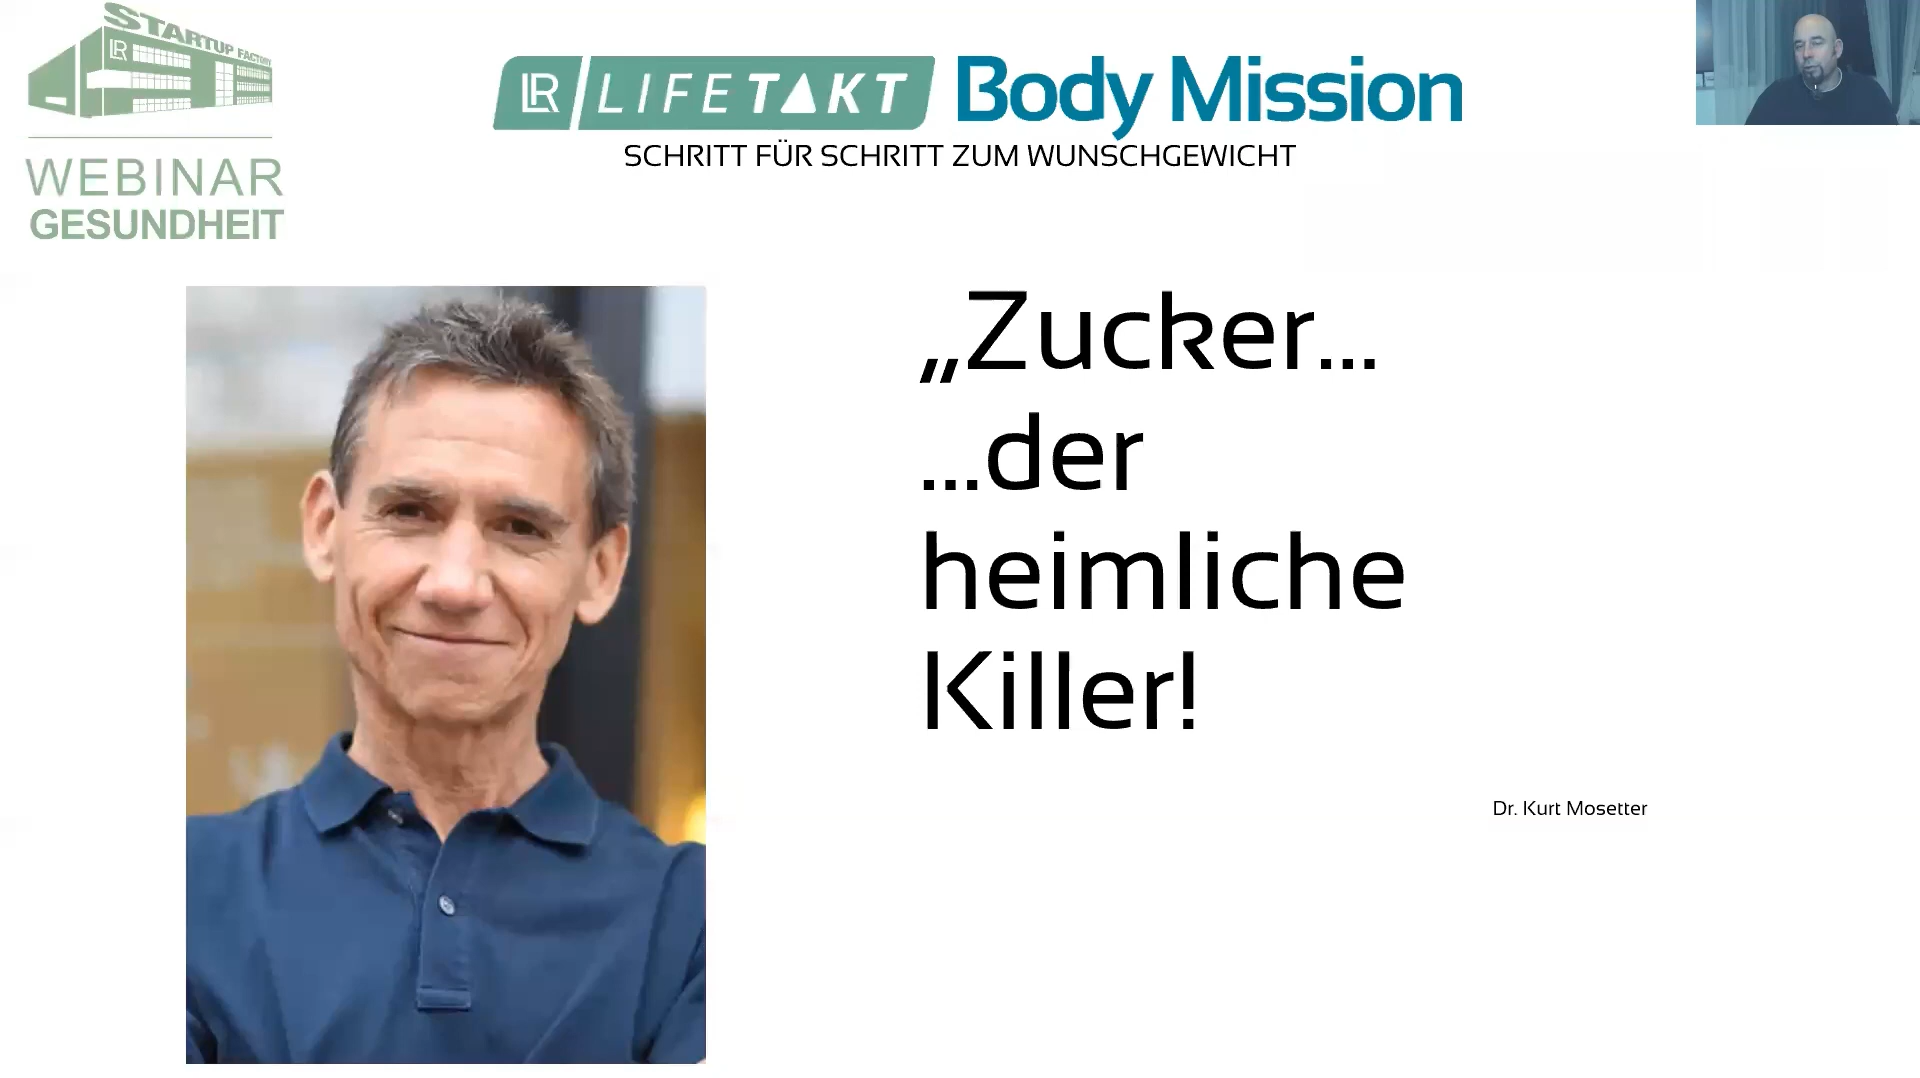 STARTUP FACTORY
LR
WEBINAR
GESUNDHEIT
LR LIFETAKT Body Mission
SCHRITT FÜR SCHRITT ZUM WUNSCHGEWICHT
„Zucker...
...der
heimliche
Killer!
Dr. Kurt Mosetter